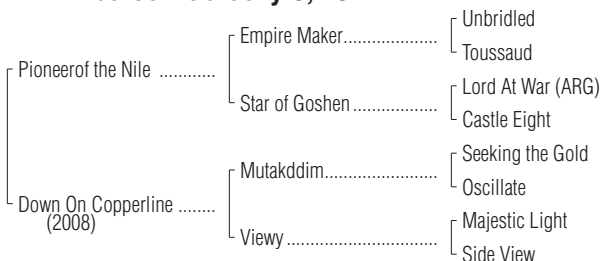 Unbridled
Empire Maker
Toussaud
Pioneerof the Nile
Lord At War (ARG)
Star of Goshen
Castle Eight
Seeking the Gold
Mutakddim
Oscillate
Down On Copperline
(2008)
Majestic Light
Viewy
Side View